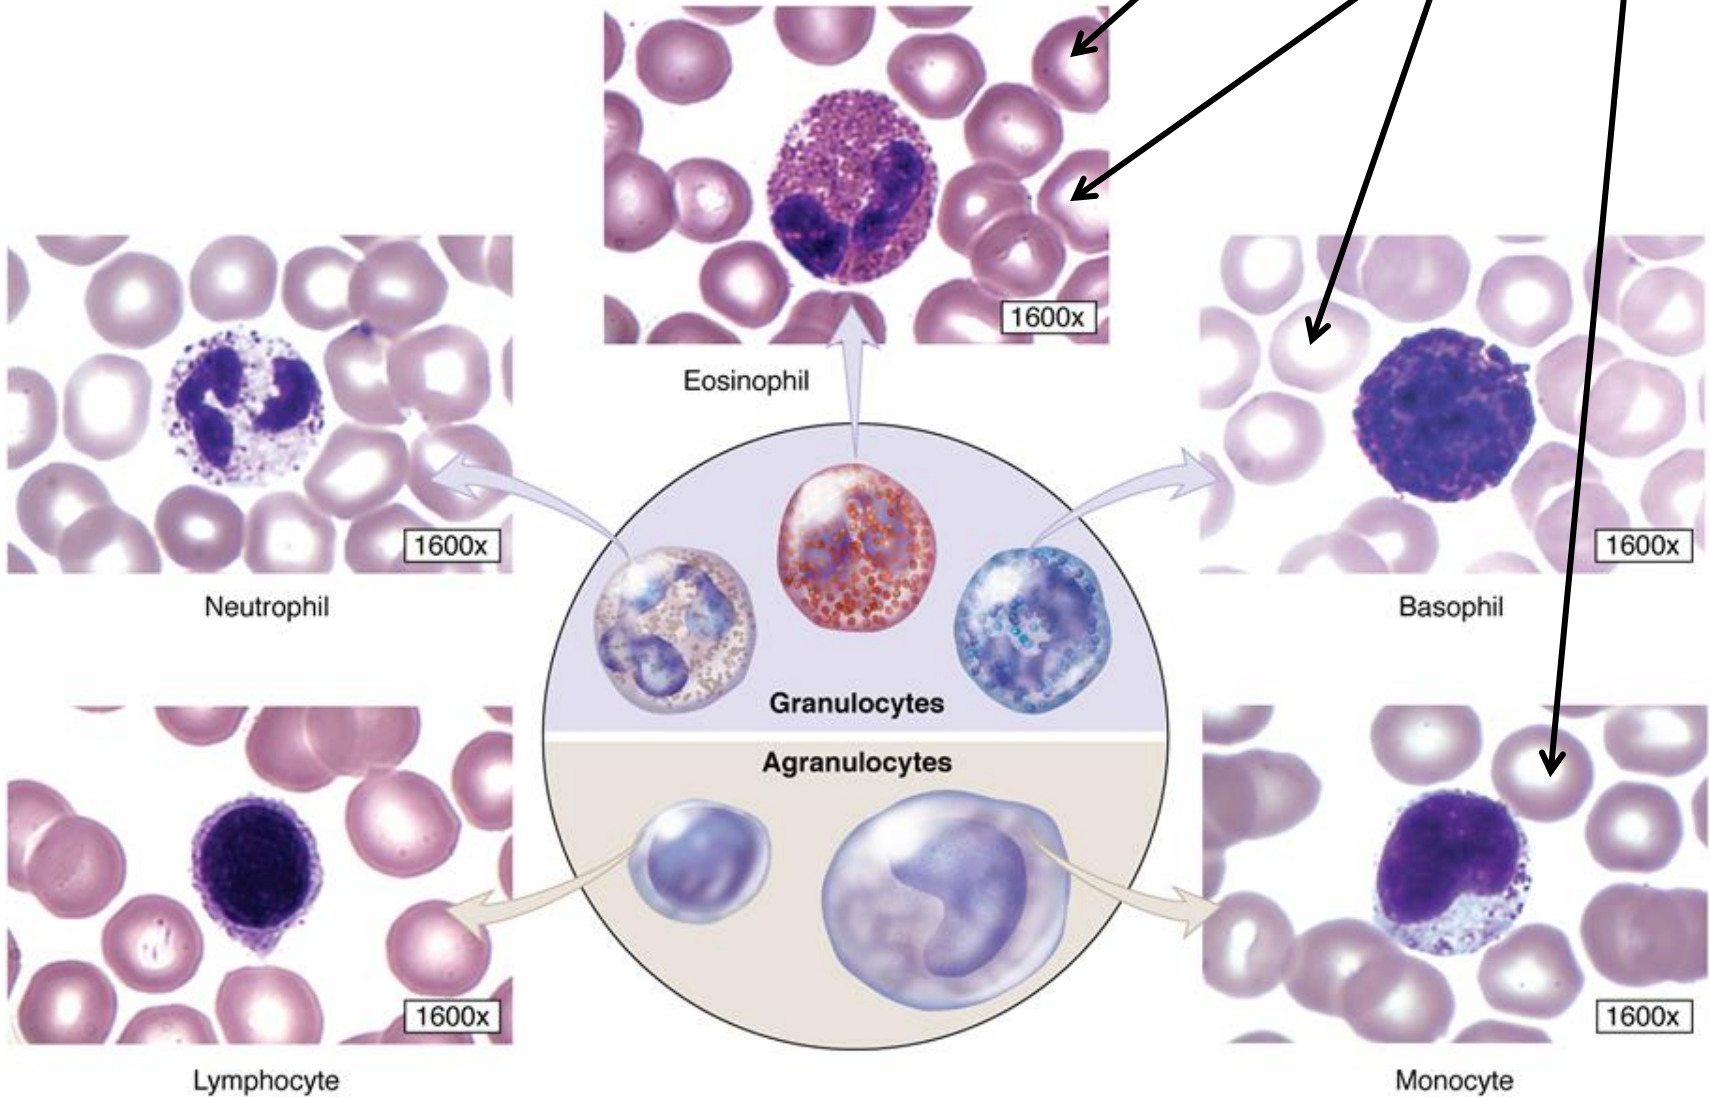 1600x
Eosinophil
1600x
Neutrophil
1600x
Basophil
Granulocytes
Agranulocytes
1600x
Lymphocyte
1600x
Monocyte